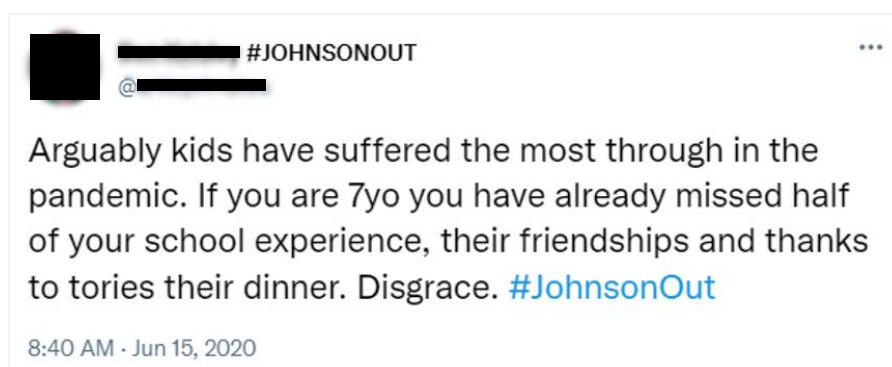 #JOHNSONOUT
@
Arguably kids have suffered the most through in the
pandemic. If you are 7yo you have already missed half
of your school experience, their friendships and thanks
to tories their dinner. Disgrace. #JohnsonOut
8:40 AM · Jun 15, 2020